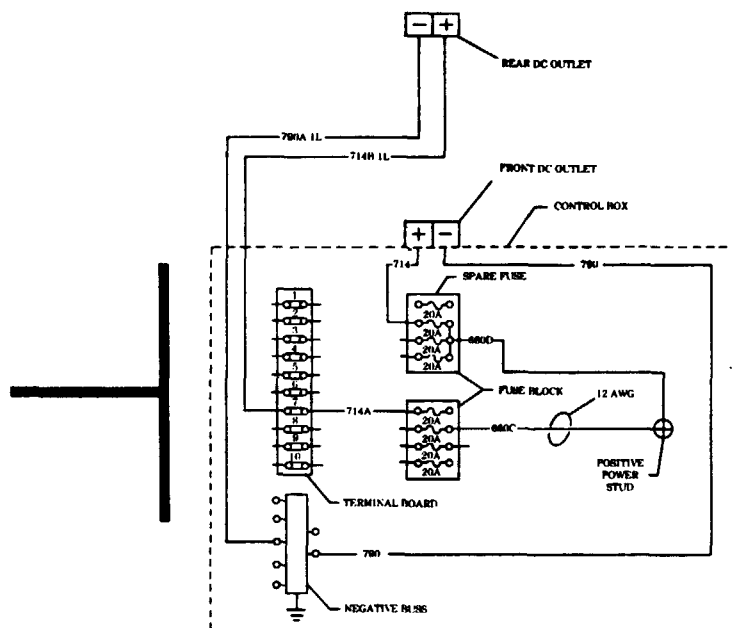 − +
REAR DC OUTLET
790A 1L
714B 1L
FRONT DC OUTLET
CONTROL BOX
+ −
714
790
SPARE FUSE
1
2
3
4
5
6
7
8
9
10
20A
20A
20A
20A
660D
FUSE BLOCK
12 AWG
714A
20A
20A
20A
20A
660C
POSITIVE
POWER
STUD
TERMINAL BOARD
790
NEGATIVE BUSS